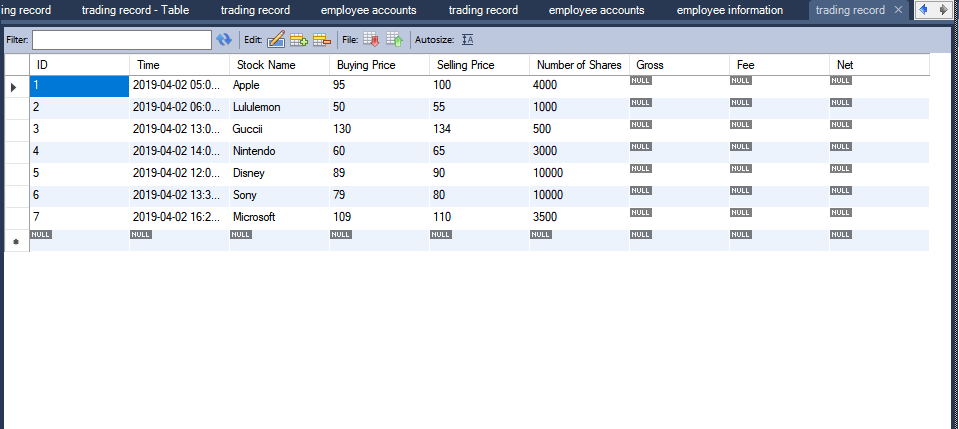 ing record trading record - Table trading record employee accounts trading record employee accounts employee information trading record
Filter: Edit: File: Autosize: A
ID Time Stock Name Buying Price Selling Price Number of Shares Gross Fee Net
1 2019-04-02 05:0... Apple 95 100 4000 NULL NULL NULL
2 2019-04-02 06:0... Lululemon 50 55 1000 NULL NULL NULL
3 2019-04-02 13:0... Guccii 130 134 500 NULL NULL NULL
4 2019-04-02 14:0... Nintendo 60 65 3000 NULL NULL NULL
5 2019-04-02 12:0... Disney 89 90 10000 NULL NULL NULL
6 2019-04-02 13:3... Sony 79 80 10000 NULL NULL NULL
7 2019-04-02 16:2... Microsoft 109 110 3500 NULL NULL NULL
NULL NULL NULL NULL NULL NULL NULL NULL NULL